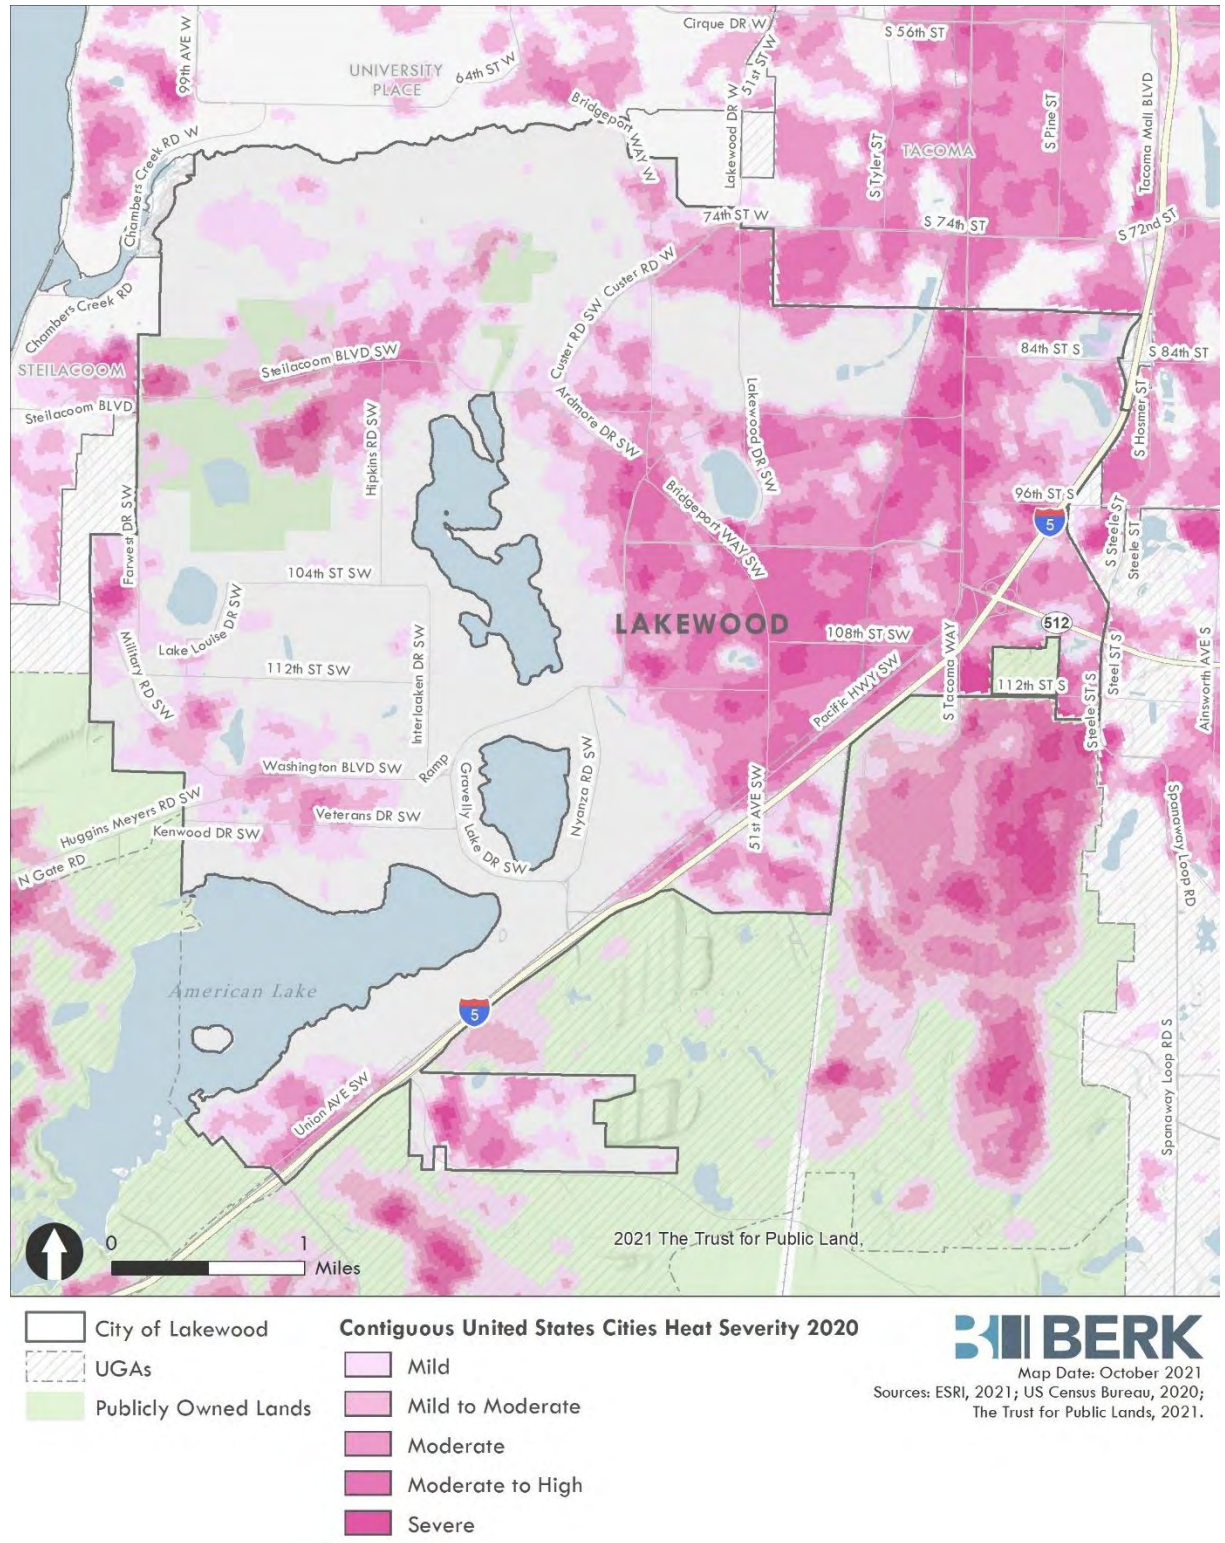 Cirque DR W
S 56th ST
99th AVE W
UNIVERSITY
PLACE
64th ST W
51st ST W
Tacoma Mall BLVD
Bridgeport WAY W
Lakewood DR W
S Pine ST
S Tyler ST
TACOMA
Chambers Creek RD W
74th ST W
S 74th ST
S 72nd ST
Custer RD W
Chambers Creek RD
Custer RD SW
84th ST S
S 84th ST
STEILACOOM
Steilacoom BLVD SW
Steilacoom BLVD
Ardmore DR SW
Lakewood DR SW
S Hosmer ST
Hipkins RD SW
Bridgeport WAY SW
96th ST S
5
S Steele ST
Steele ST
Farwest DR SW
104th ST SW
Lake Louise DR SW
LAKEWOOD
108th ST SW
512
Military RD SW
112th ST SW
Interlaaken DR SW
Pacific HWY SW
S Tacoma WAY
112th ST S
Steel ST S
Steele ST S
Ainsworth AVE S
Washington BLVD SW
Ramp
Gravelly Lake DR SW
Nyanza RD SW
51st AVE SW
Huggins Meyers RD SW
Veterans DR SW
Kenwood DR SW
N Gate RD
Spanaway Loop RD
American Lake
5
Spanaway Loop RD S
Union AVE SW
2021 The Trust for Public Land,
0 1
Miles
City of Lakewood
UGAs
Publicly Owned Lands
Contiguous United States Cities Heat Severity 2020
Mild
Mild to Moderate
Moderate
Moderate to High
Severe
BERK
Map Date: October 2021
Sources: ESRI, 2021; US Census Bureau, 2020;
The Trust for Public Lands, 2021.